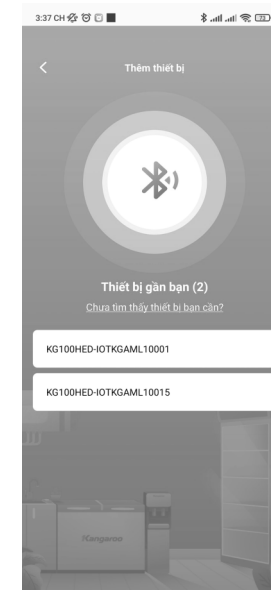 3:37 CH
72
Thêm thiết bị
Thiết bị gần bạn (2)
Chưa tìm thấy thiết bị bạn cần?
KG100HED-IOTKGAML10001
KG100HED-IOTKGAML10015
Kangaroo